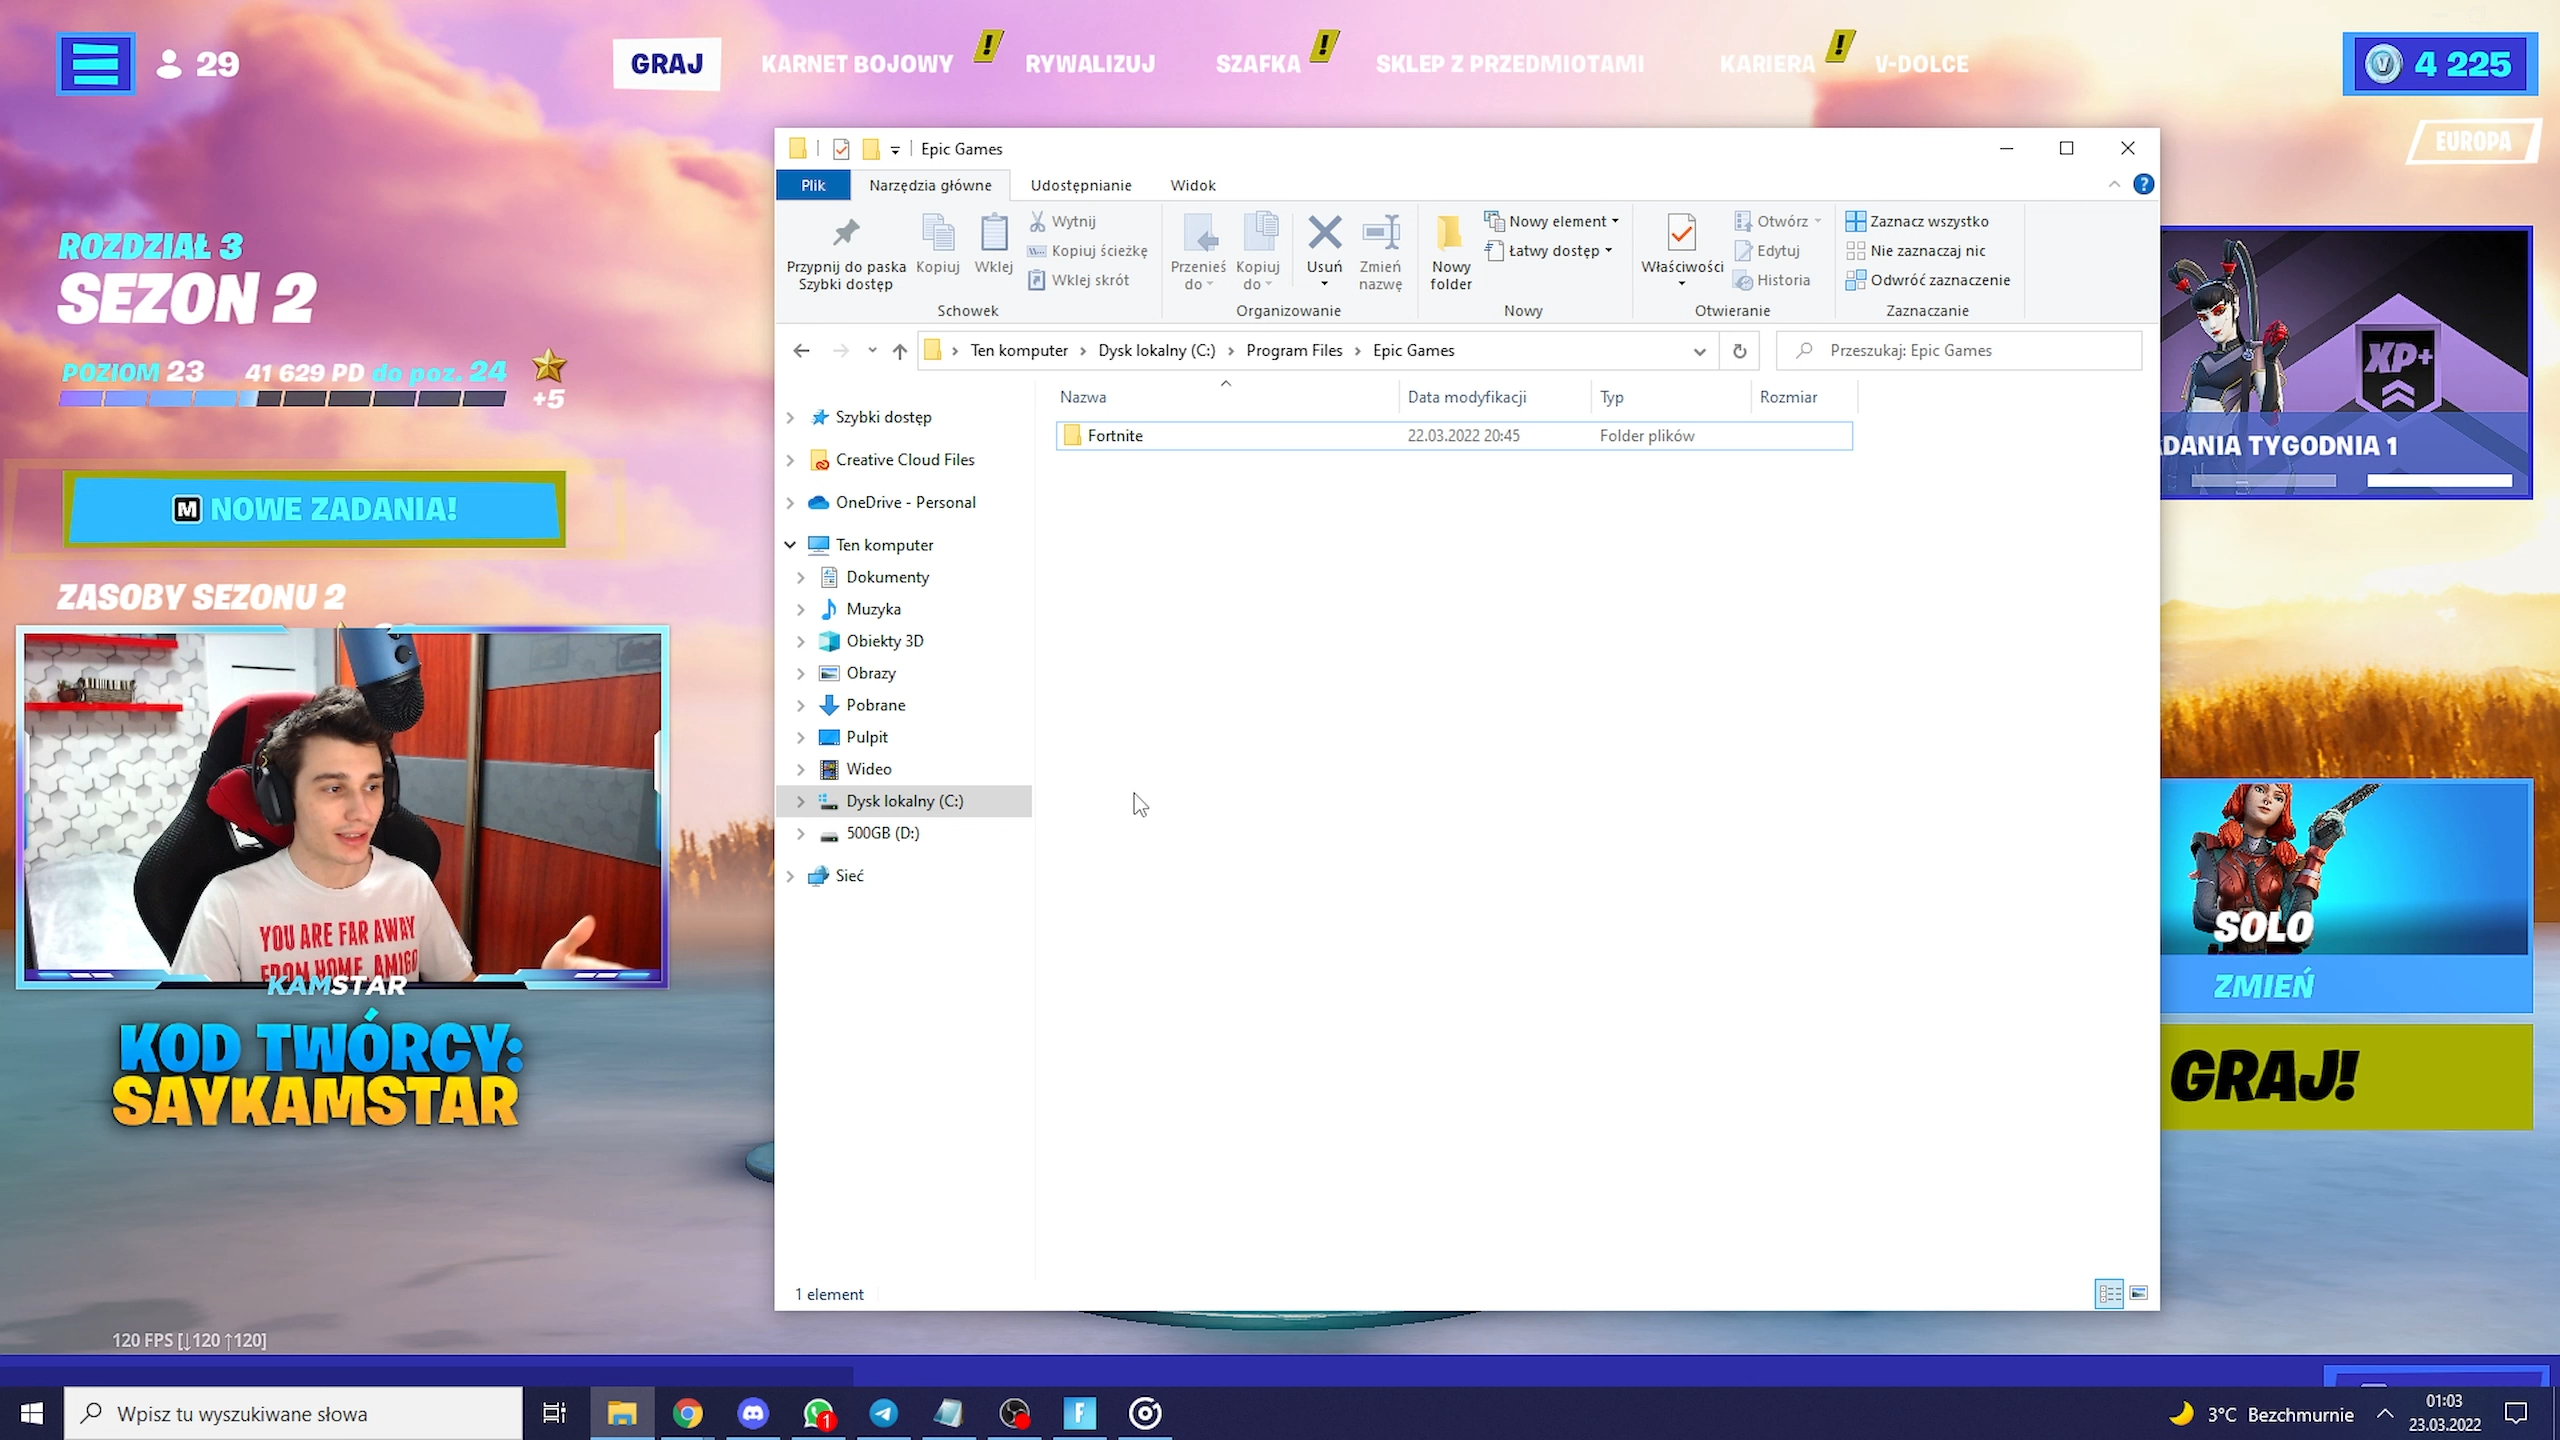 29
GRAJ
KARNET BOJOWY
RYWALIZUJ
SZAFKA
SKLEP Z PRZEDMIOTAMI
KARIERA
V-DOLCE
4 225
EUROPA
ROZDZIAŁ 3
SEZON 2
POZIOM 23 41 629 PD do poz. 24
+5
M NOWE ZADANIA!
ZASOBY SEZONU 2
YOU ARE FAR AWAY
FROM HOME, AMIGO
KAMSTAR
KOD TWÓRCY:
SAYKAMSTAR
120 FPS [↓120 ↑120]
Epic Games
Plik Narzędzia główne Udostępnianie Widok
Przypnij do paska
Szybki dostęp
Kopiuj
Wklej
Wytnij
Kopiuj ścieżkę
Wklej skrót
Schowek
Przenieś
do
Kopiuj
do
Usuń
Zmień
nazwę
Organizowanie
Nowy
folder
Nowy element
Łatwy dostęp
Nowy
Właściwości
Otwórz
Edytuj
Historia
Otwieranie
Zaznacz wszystko
Nie zaznaczaj nic
Odwróć zaznaczenie
Zaznaczanie
Ten komputer > Dysk lokalny (C:) > Program Files > Epic Games
Przeszukaj: Epic Games
Nazwa Data modyfikacji Typ Rozmiar
Fortnite 22.03.2022 20:45 Folder plików
Szybki dostęp
Creative Cloud Files
OneDrive - Personal
Ten komputer
Dokumenty
Muzyka
Obiekty 3D
Obrazy
Pobrane
Pulpit
Wideo
Dysk lokalny (C:)
500GB (D:)
Sieć
1 element
XP+
DANIA TYGODNIA 1
SOLO
ZMIEŃ
GRAJ!
Wpisz tu wyszukiwane słowa
1
F
3°C Bezchmurnie
01:03
23.03.2022